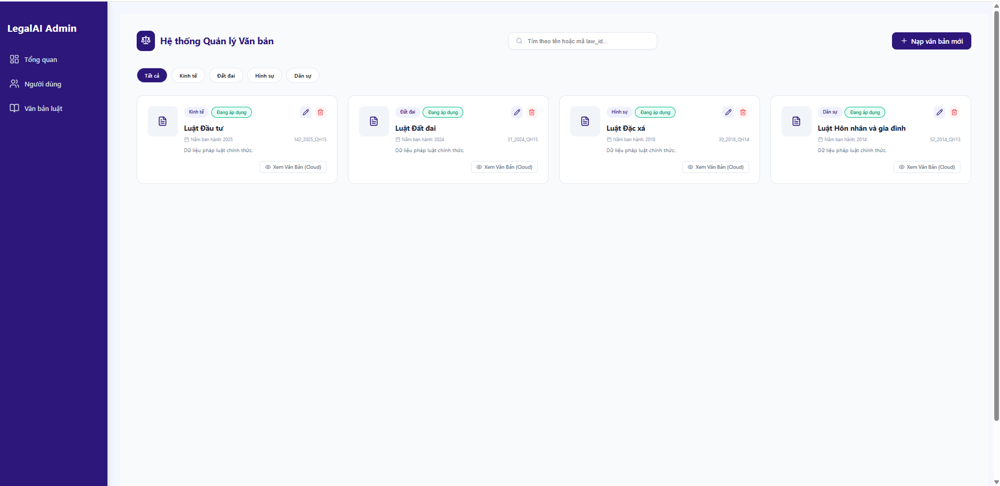 LegalAI Admin
Tổng quan
Người dùng
Văn bản luật
Hệ thống Quản lý Văn bản
Tìm theo tên hoặc mã law_id...
Nạp văn bản mới
Tất cả
Kinh tế
Đất đai
Hình sự
Dân sự
Kinh tế
Đang áp dụng
Luật Đầu tư
Năm ban hành: 2025
143_2025_QH15
Dữ liệu pháp luật chính thức.
Xem Văn Bản (Cloud)
Đất đai
Đang áp dụng
Luật Đất đai
Năm ban hành: 2024
31_2024_QH15
Dữ liệu pháp luật chính thức.
Xem Văn Bản (Cloud)
Hình sự
Đang áp dụng
Luật Đặc xá
Năm ban hành: 2018
30_2018_QH14
Dữ liệu pháp luật chính thức.
Xem Văn Bản (Cloud)
Dân sự
Đang áp dụng
Luật Hôn nhân và gia đình
Năm ban hành: 2014
52_2014_QH13
Dữ liệu pháp luật chính thức.
Xem Văn Bản (Cloud)